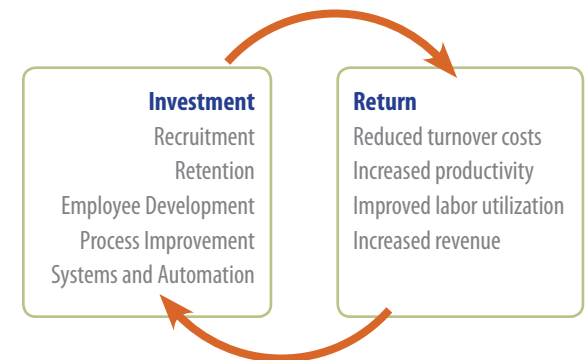 Investment
Recruitment
Retention
Employee Development
Process Improvement
Systems and Automation
Return
Reduced turnover costs
Increased productivity
Improved labor utilization
Increased revenue